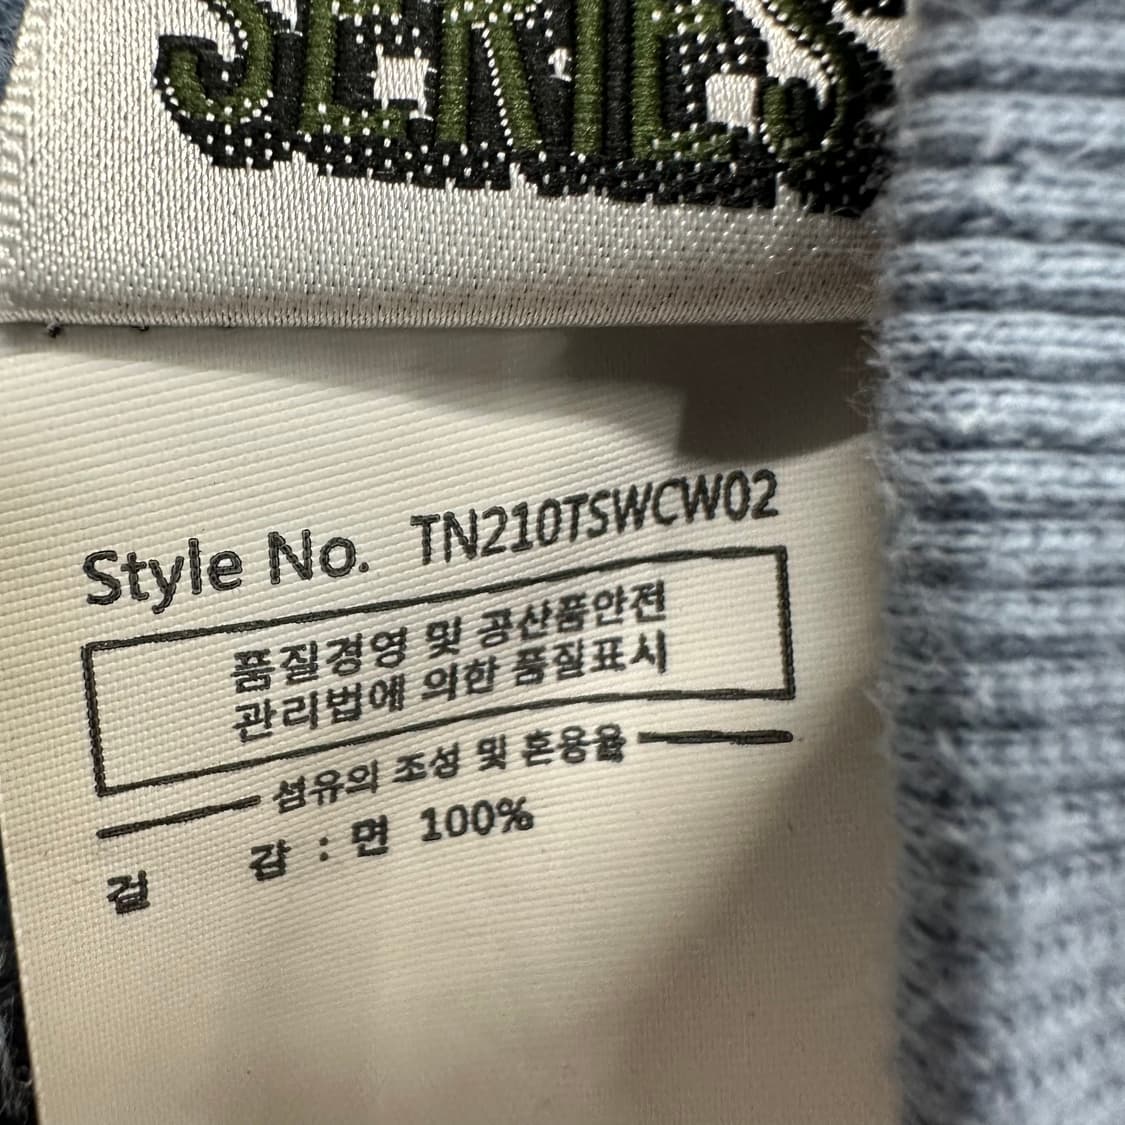 SERIES
Style No. TN210TSWCW02
품질경영 및 공산품안전
관리법에 의한 품질표시
섬유의 조성 및 혼용율
겉 감 : 면 100%